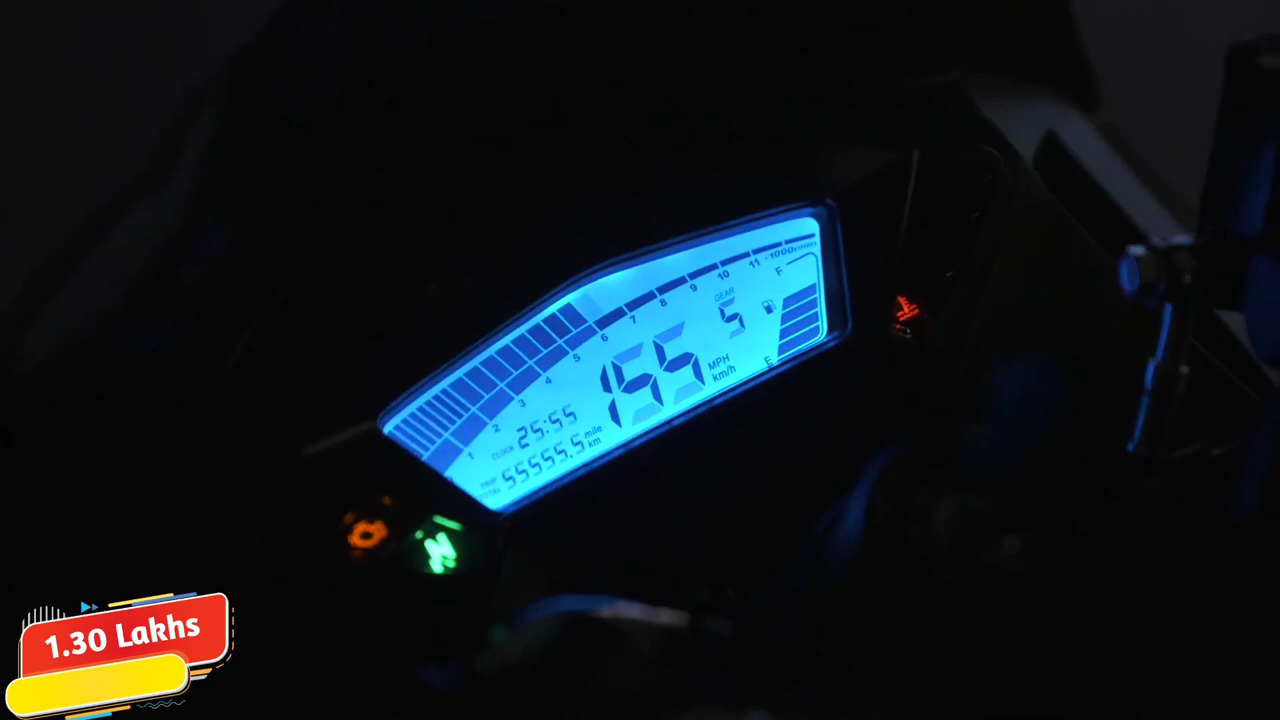 1 2 3 4 5 6 7 8 9 10 11 ×1000r/min
GEAR
5
F
155
MPH
km/h
E
CLOCK 25:55
TRIP
TOTAL
55555.5
mile
km
N
1.30 Lakhs